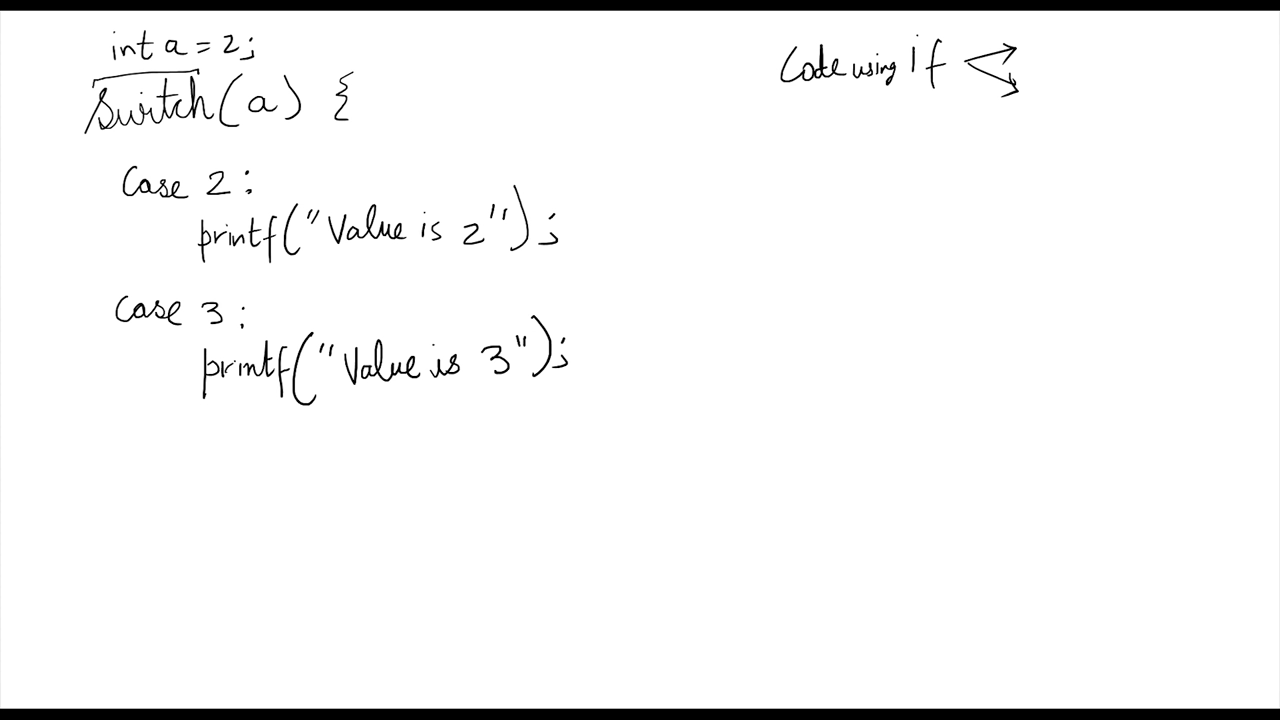 int a = 2;
Switch(a) {
Case 2:
printf("Value is 2");
Case 3:
printf("Value is 3");
Code using if